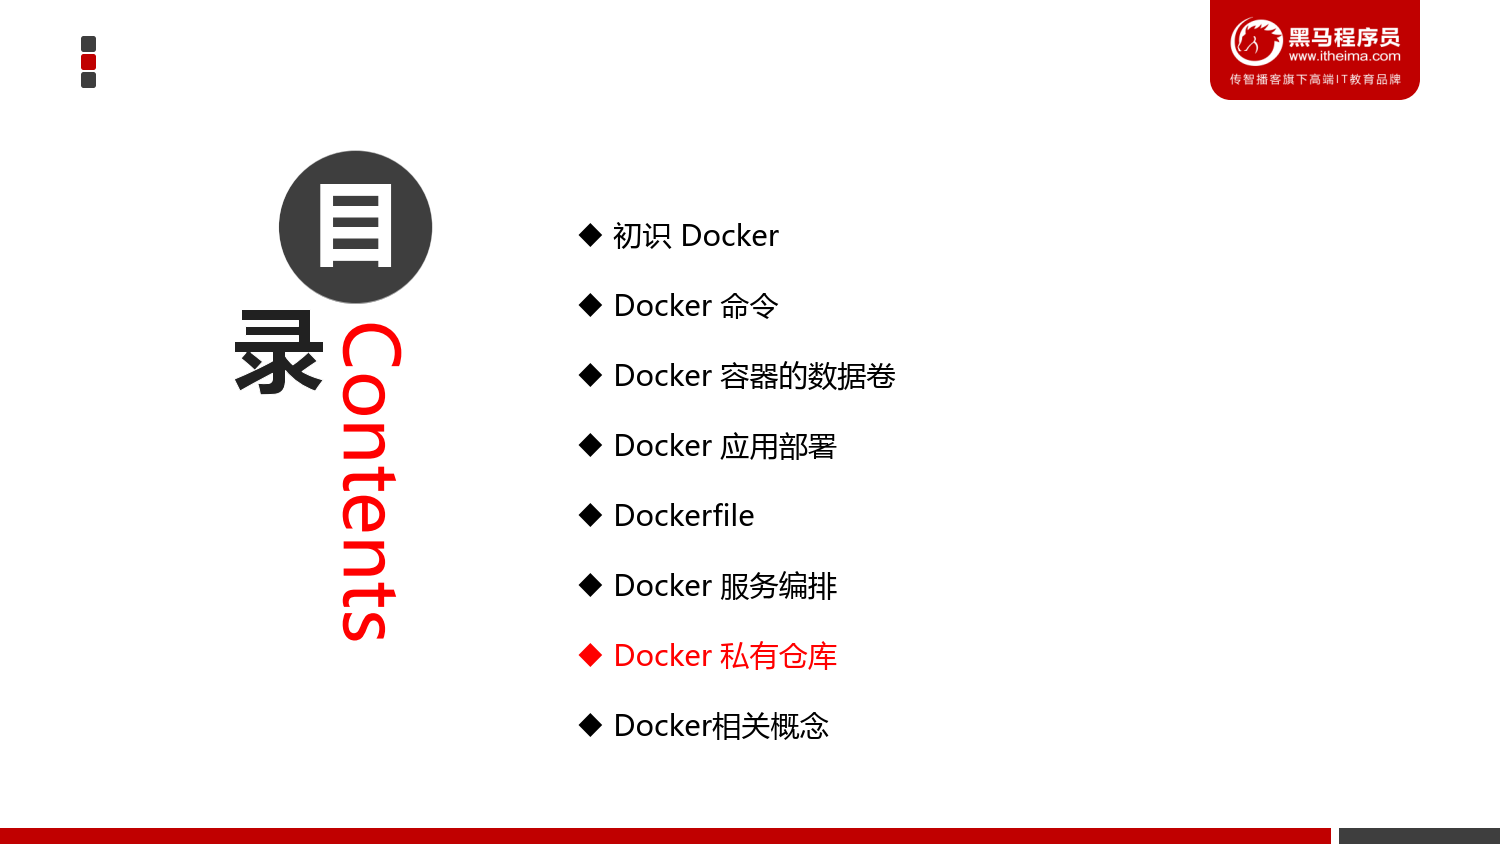 黑马程序员
www.itheima.com
传智播客旗下高端IT教育品牌
目录
Contents
初识 Docker
Docker 命令
Docker 容器的数据卷
Docker 应用部署
Dockerfile
Docker 服务编排
Docker 私有仓库
Docker相关概念